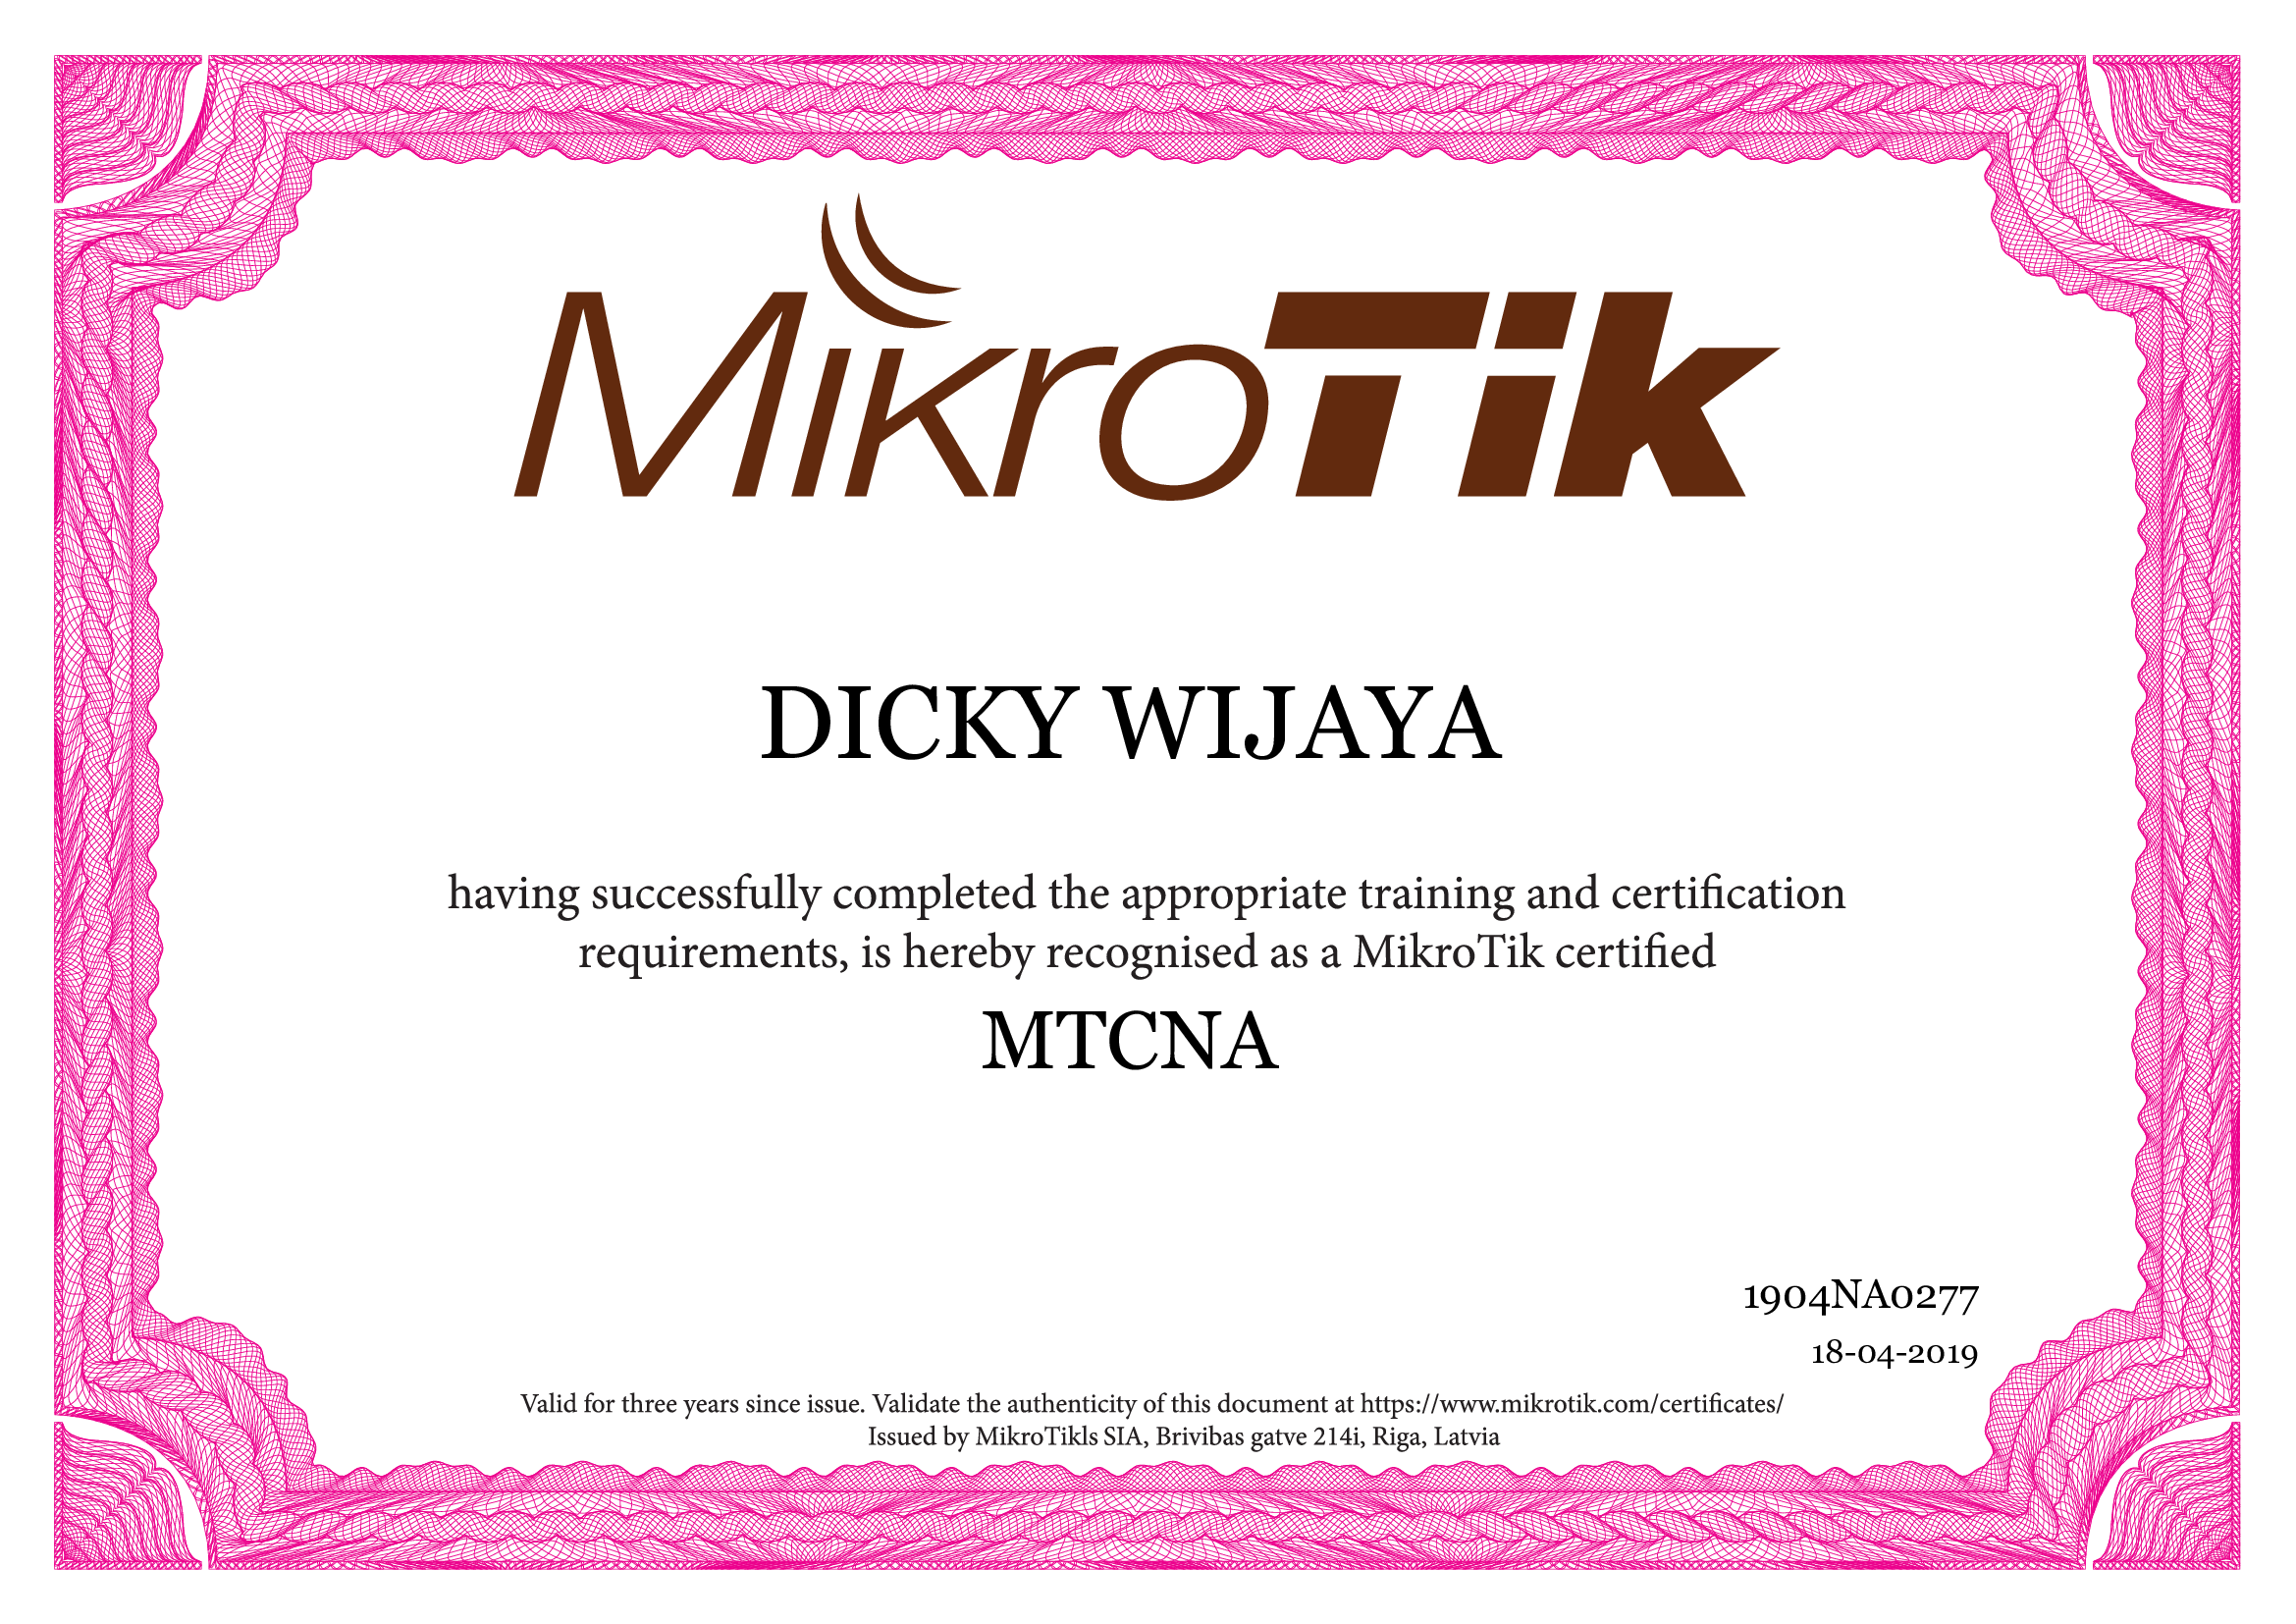 MikroTik
DICKY WIJAYA
having successfully completed the appropriate training and certification
requirements, is hereby recognised as a MikroTik certified
MTCNA
1904NA0277
18-04-2019
Valid for three years since issue. Validate the authenticity of this document at https://www.mikrotik.com/certificates/
Issued by MikroTikls SIA, Brivibas gatve 214i, Riga, Latvia